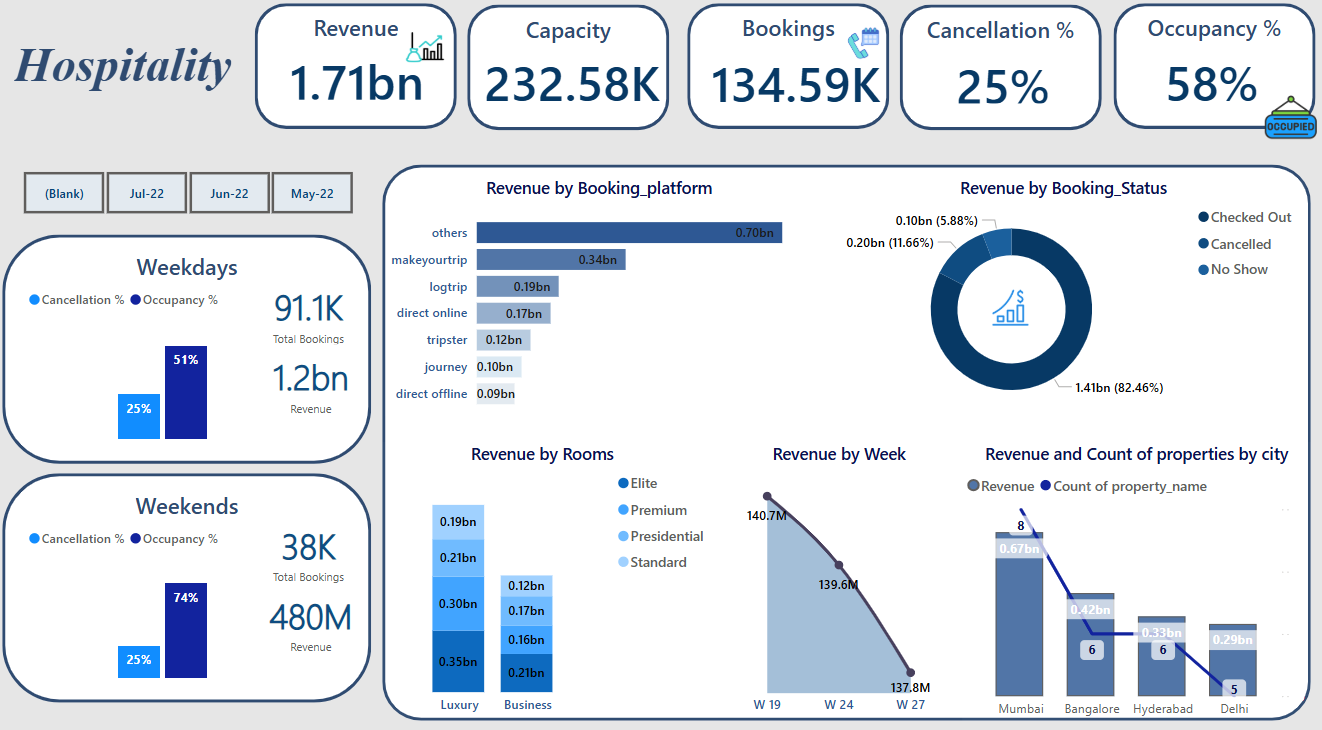 Hospitality
Revenue
1.71bn
Capacity
232.58K
Bookings
134.59K
Cancellation %
25%
Occupancy %
58%
OCCUPIED
(Blank)
Jul-22
Jun-22
May-22
Weekdays
Cancellation %
Occupancy %
25%
51%
91.1K
Total Bookings
1.2bn
Revenue
Weekends
Cancellation %
Occupancy %
25%
74%
38K
Total Bookings
480M
Revenue
Revenue by Booking_platform
others
0.70bn
makeyourtrip
0.34bn
logtrip
0.19bn
direct online
0.17bn
tripster
0.12bn
journey
0.10bn
direct offline
0.09bn
Revenue by Booking_Status
Checked Out
Cancelled
No Show
0.10bn (5.88%)
0.20bn (11.66%)
$
1.41bn (82.46%)
Revenue by Rooms
Elite
Premium
Presidential
Standard
0.19bn
0.21bn
0.30bn
0.35bn
0.12bn
0.17bn
0.16bn
0.21bn
Luxury
Business
Revenue by Week
140.7M
139.6M
137.8M
W 19
W 24
W 27
Revenue and Count of properties by city
Revenue
Count of property_name
8
0.67bn
0.42bn
6
0.33bn
6
0.29bn
5
Mumbai
Bangalore
Hyderabad
Delhi